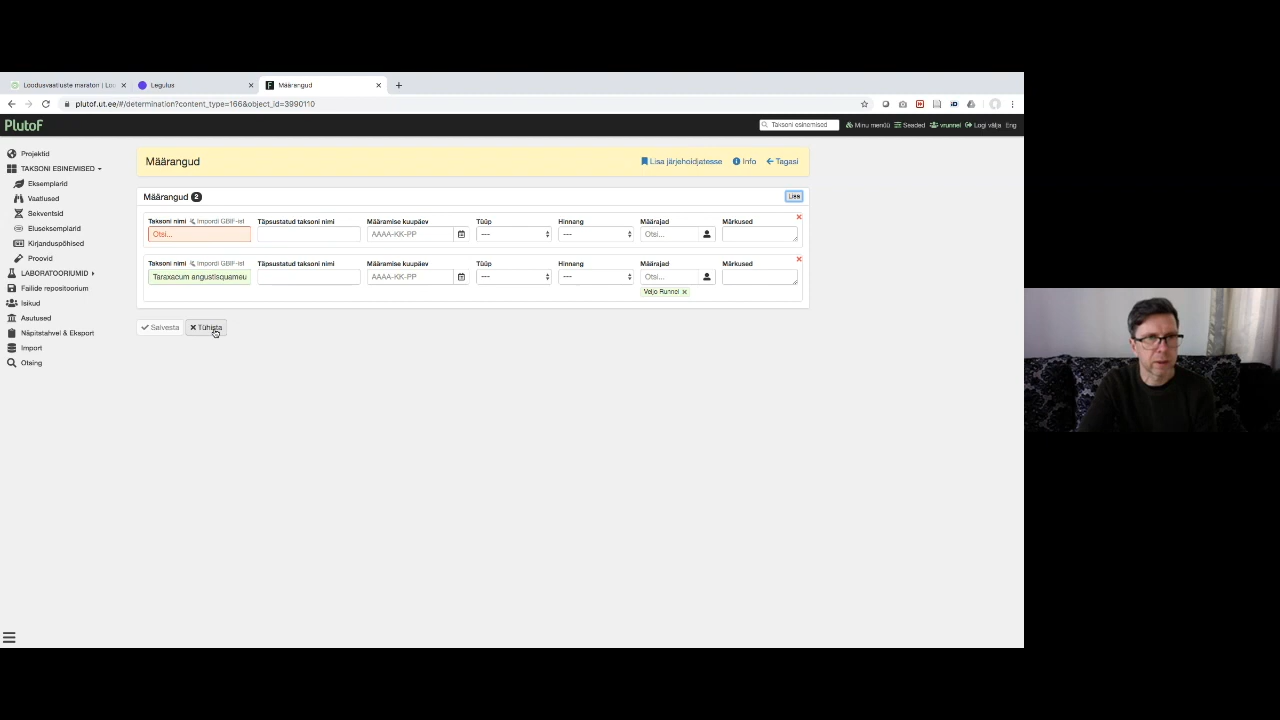 Loodusvaatluste maraton | Loo
Legulus
Määrangud
plutof.ut.ee/#/determination?content_type=166&object_id=3990110
PlutoF
Taksoni esinemised
Minu menüü
Seaded
vrunnel
Logi välja
Eng
Projektid
TAKSONI ESINEMISED
Eksemplarid
Vaatlused
Sekventsid
Eluseksemplarid
Kirjanduspõhised
Proovid
LABORATOORIUMID
Failide repositoorium
Isikud
Asutused
Näpitstahvel & Eksport
Import
Otsing
Määrangud
Lisa järjehoidjatesse
Info
Tagasi
Määrangud 2
Lisa
Taksoni nimi Impordi GBIF-ist
Täpsustatud taksoni nimi
Määramise kuupäev
Tüüp
Hinnang
Määrajad
Märkused
Otsi...
AAAA-KK-PP
---
---
Otsi...
Taksoni nimi Impordi GBIF-ist
Täpsustatud taksoni nimi
Määramise kuupäev
Tüüp
Hinnang
Määrajad
Märkused
Taraxacum angustisquameu
AAAA-KK-PP
---
---
Otsi...
Veljo Runnel
Salvesta
Tühista